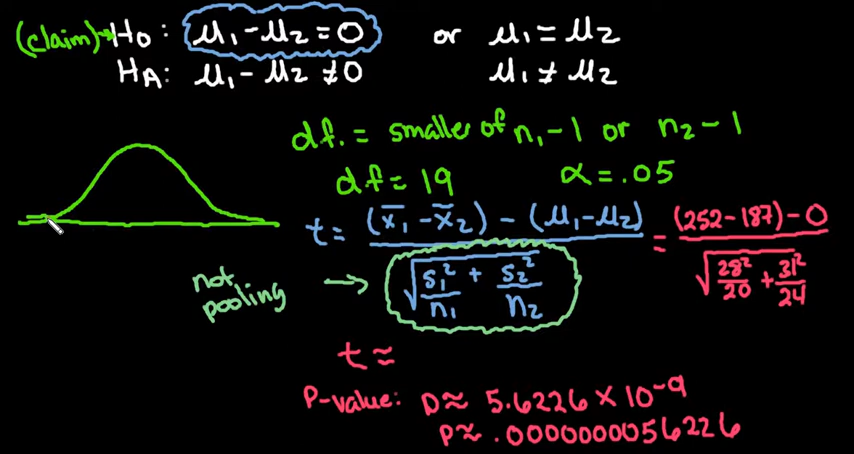 (claim)→ H₀: μ₁ - μ₂ = 0 or μ₁ = μ₂
H_A: μ₁ - μ₂ ≠ 0 μ₁ ≠ μ₂
d.f. = smaller of n₁ - 1 or n₂ - 1
df = 19 α = .05
t = ((x̄₁ - x̄₂) - (μ₁ - μ₂)) / √(s₁²/n₁ + s₂²/n₂) = ((252 - 187) - 0) / √(28²/20 + 31²/24)
not
pooling →
t ≈
P-value: p ≈ 5.6226 × 10⁻⁹
p ≈ .0000000056226